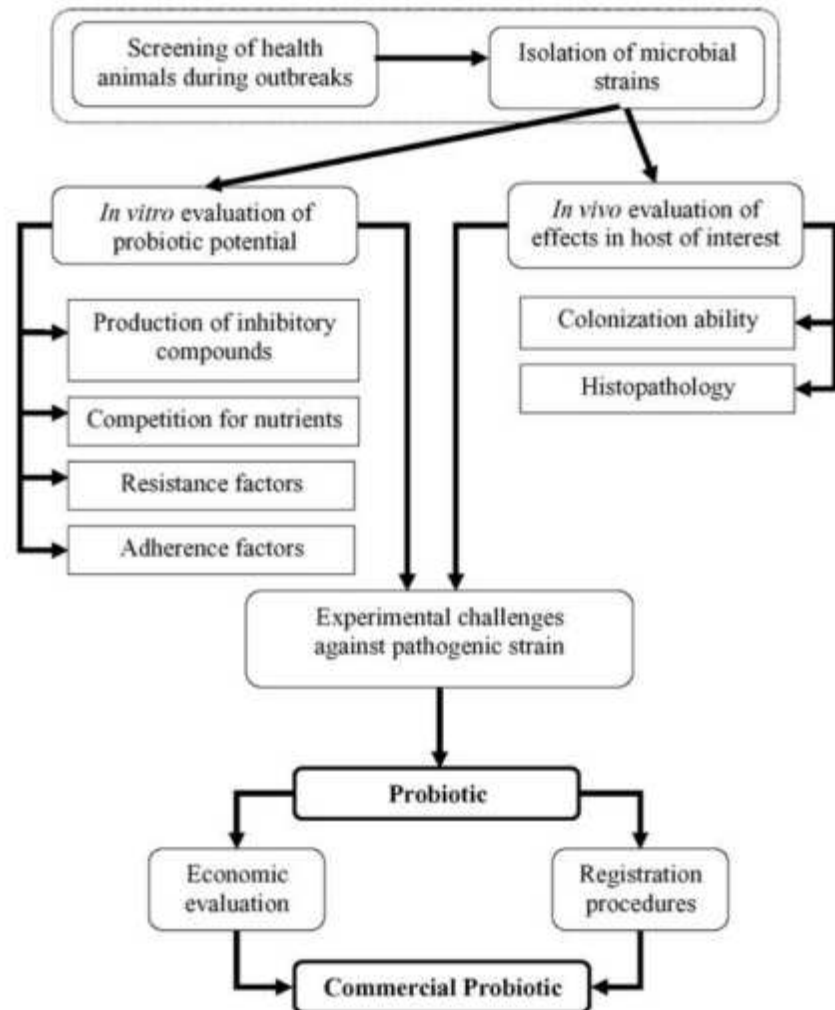 Screening of health
animals during outbreaks
Isolation of microbial
strains
In vitro evaluation of
probiotic potential
In vivo evaluation of
effects in host of interest
Production of inhibitory
compounds
Colonization ability
Histopathology
Competition for nutrients
Resistance factors
Adherence factors
Experimental challenges
against pathogenic strain
Probiotic
Economic
evaluation
Registration
procedures
Commercial Probiotic